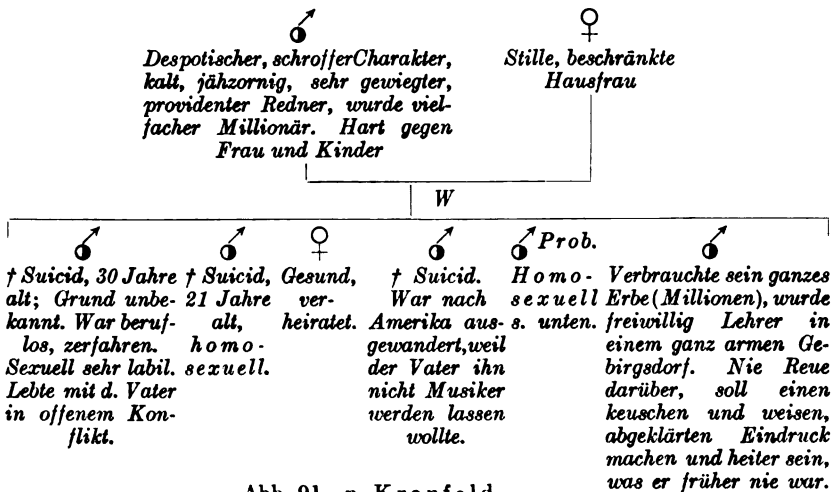 Despotischer, schroffer Charakter,
kalt, jähzornig, sehr gewiegter,
providenter Redner, wurde viel-
facher Millionär. Hart gegen
Frau und Kinder
Stille, beschränkte
Hausfrau
W
† Suicid, 30 Jahre
alt; Grund unbe-
kannt. War beruf-
los, zerfahren.
Sexuell sehr labil.
Lebte mit d. Vater
in offenem Kon-
flikt.
† Suicid,
21 Jahre
alt,
homo-
sexuell.
Gesund,
ver-
heiratet.
† Suicid.
War nach
Amerika aus-
gewandert, weil
der Vater ihn
nicht Musiker
werden lassen
wollte.
Prob.
Homo-
sexuell
s. unten.
Verbrauchte sein ganzes
Erbe (Millionen), wurde
freiwillig Lehrer in
einem ganz armen Ge-
birgsdorf. Nie Reue
darüber, soll einen
keuschen und weisen,
abgeklärten Eindruck
machen und heiter sein,
was er früher nie war.